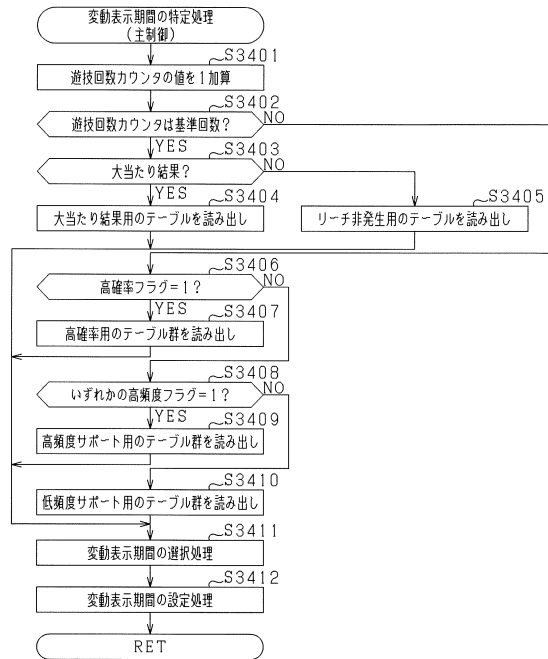 変動表示期間の特定処理
(主制御)
S3401
遊技回数カウンタの値を1加算
S3402
遊技回数カウンタは基準回数?
NO
YES
S3403
大当たり結果?
NO
YES
S3404
大当たり結果用のテーブルを読み出し
S3405
リーチ非発生用のテーブルを読み出し
S3406
高確率フラグ=1?
NO
YES
S3407
高確率用のテーブル群を読み出し
S3408
いずれかの高頻度フラグ=1?
NO
YES
S3409
高頻度サポート用のテーブル群を読み出し
S3410
低頻度サポート用のテーブル群を読み出し
S3411
変動表示期間の選択処理
S3412
変動表示期間の設定処理
RET